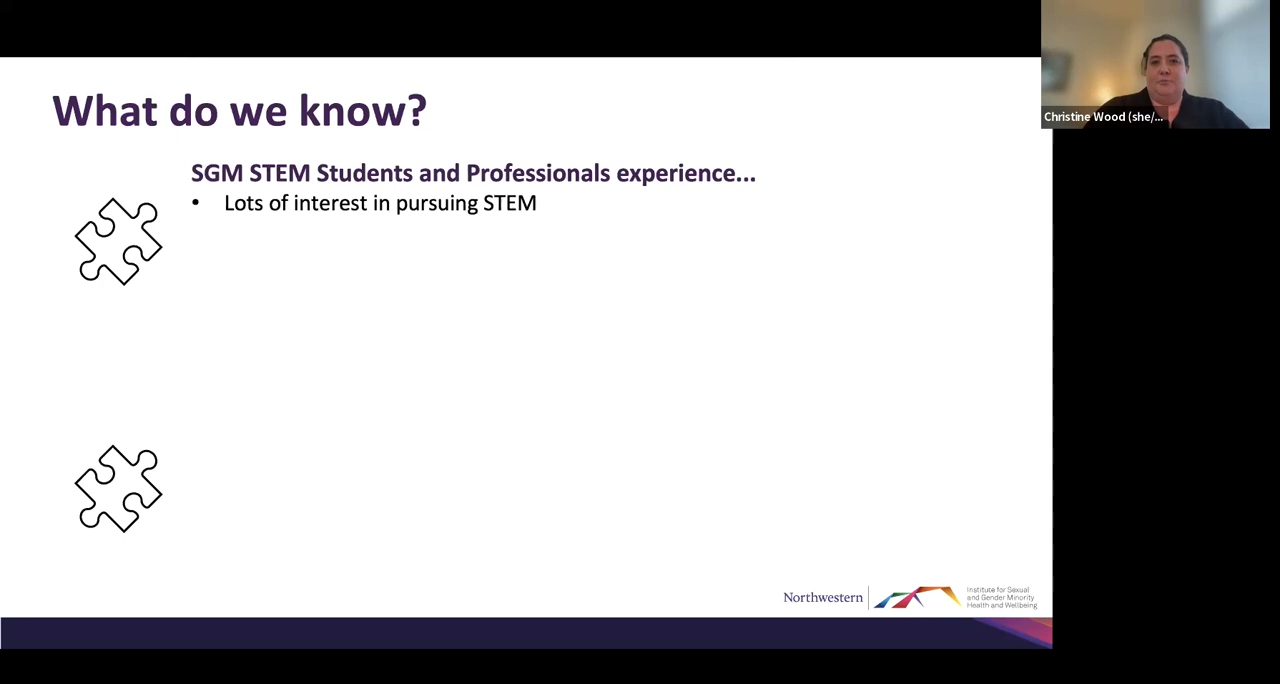 What do we know?
SGM STEM Students and Professionals experience...
• Lots of interest in pursuing STEM
Christine Wood (she/...
Northwestern
Institute for Sexual
and Gender Minority
Health and Wellbeing